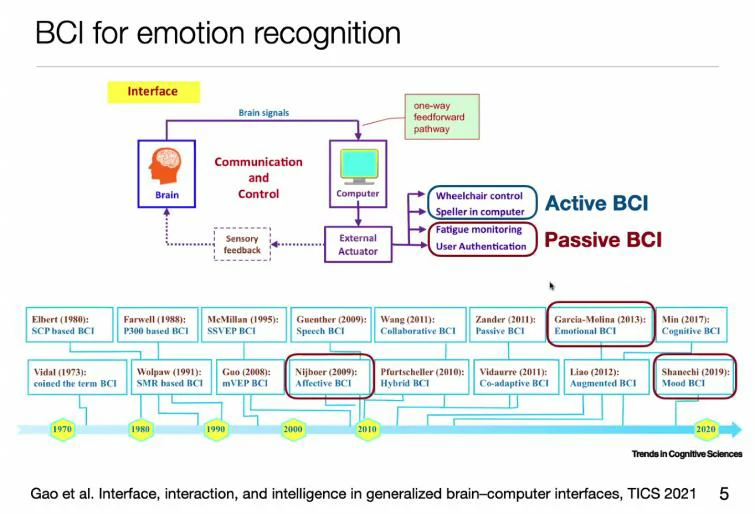 BCI for emotion recognition
Interface
Brain signals
one-way
feedforward
pathway
Communication
and
Control
Brain
Computer
Sensory
feedback
External
Actuator
Wheelchair control
Speller in computer
Active BCI
Fatigue monitoring
User Authentication
Passive BCI
Elbert (1980):
SCP based BCI
Farwell (1988):
P300 based BCI
McMillan (1995):
SSVEP BCI
Guenther (2009):
Speech BCI
Wang (2011):
Collaborative BCI
Zander (2011):
Passive BCI
Garcia-Molina (2013):
Emotional BCI
Min (2017):
Cognitive BCI
Vidal (1973):
coined the term BCI
Wolpaw (1991):
SMR based BCI
Guo (2008):
mVEP BCI
Nijboer (2009):
Affective BCI
Pfurtscheller (2010):
Hybrid BCI
Vidaurre (2011):
Co-adaptive BCI
Liao (2012):
Augmented BCI
Shanechi (2019):
Mood BCI
1970
1980
1990
2000
2010
2020
Trends in Cognitive Sciences
Gao et al. Interface, interaction, and intelligence in generalized brain–computer interfaces, TICS 2021
5